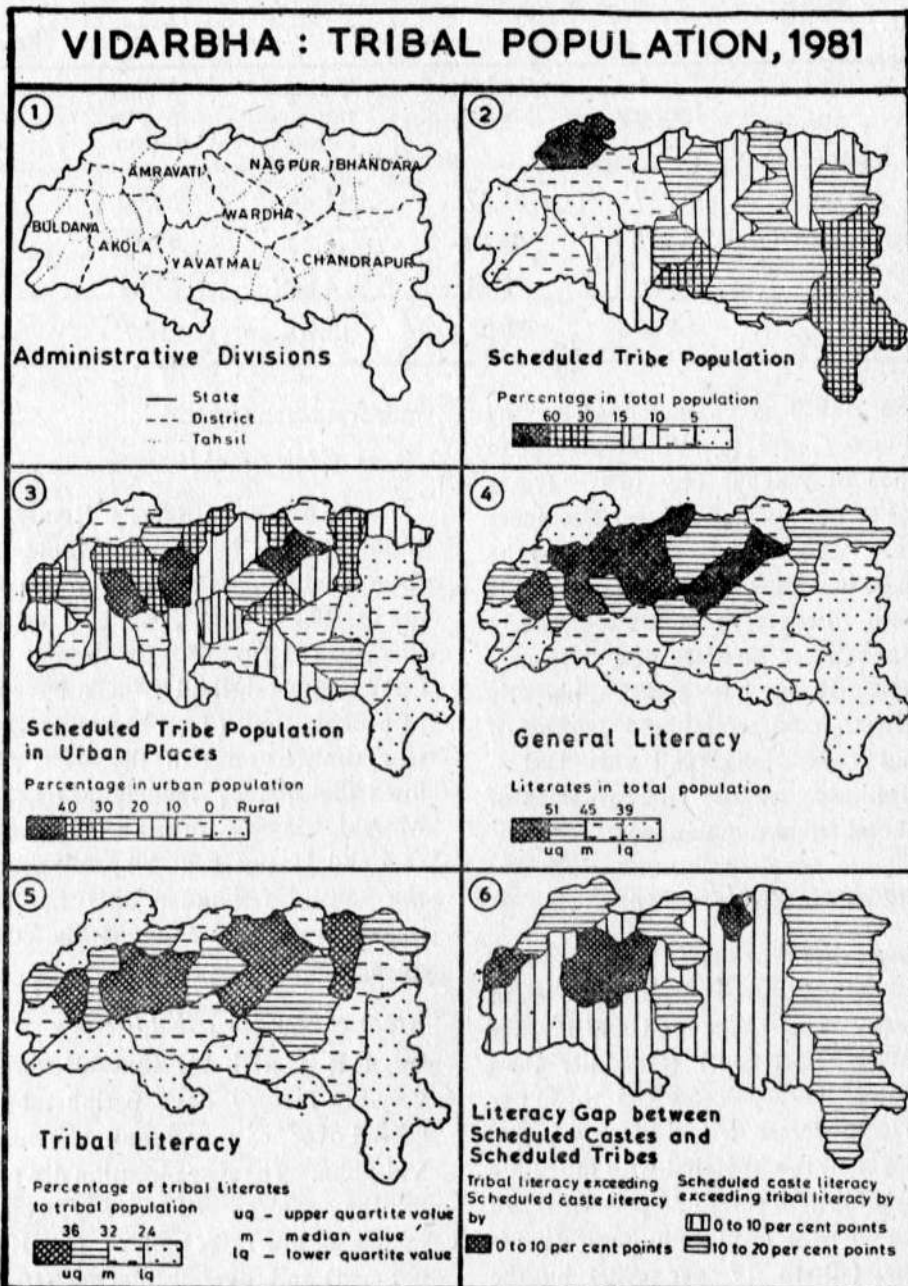 VIDARBHA : TRIBAL POPULATION, 1981
1
AMRAVATI
NAGPUR
BHANDARA
BULDANA
AKOLA
WARDHA
YAVATMAL
CHANDRAPUR
Administrative Divisions
State
District
Tahsil
2
Scheduled Tribe Population
Percentage in total population
60 30 15 10 5
3
Scheduled Tribe Population
in Urban Places
Percentage in urban population
40 30 20 10 0 Rural
4
General Literacy
Literates in total population
51 45 39
uq m lq
5
Tribal Literacy
Percentage of tribal literates
to tribal population
36 32 24
uq m lq
uq – upper quartite value
m – median value
lq – lower quartite value
6
Literacy Gap between
Scheduled Castes and
Scheduled Tribes
Tribal literacy exceeding
Scheduled caste literacy
by
0 to 10 per cent points
Scheduled caste literacy
exceeding tribal literacy by
0 to 10 per cent points
10 to 20 per cent points